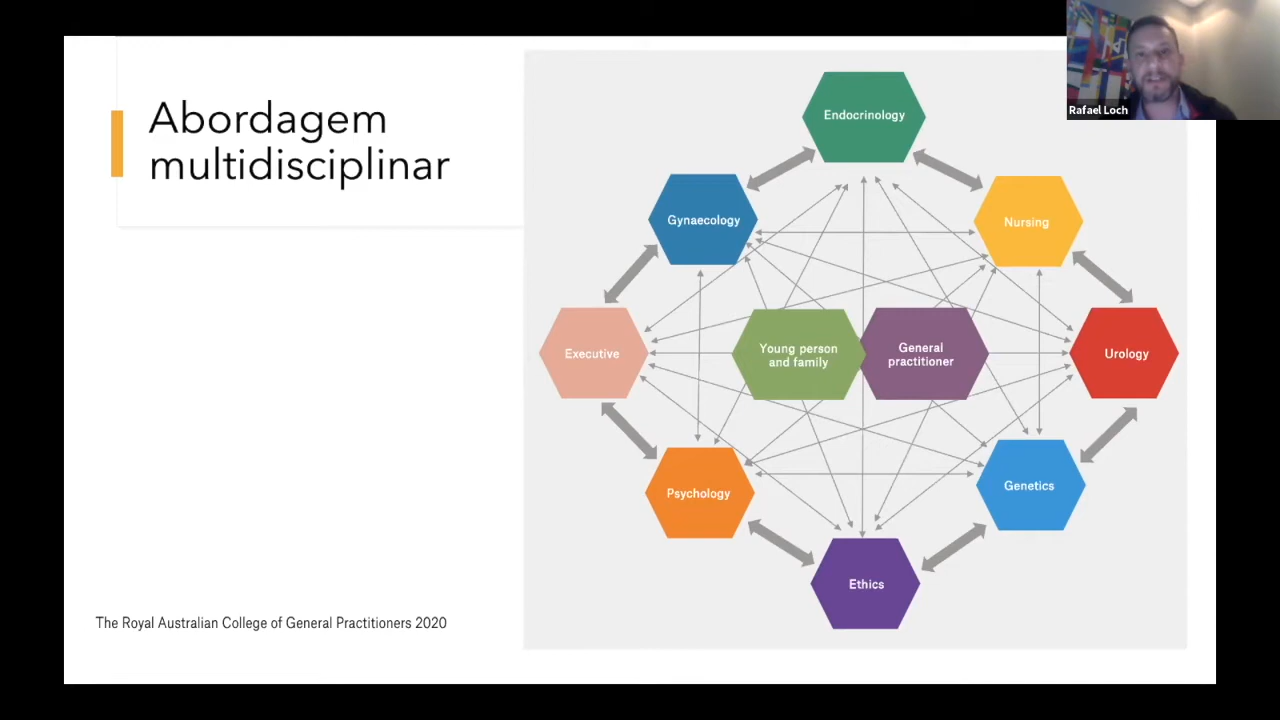 Abordagem
multidisciplinar
Rafael Loch
Endocrinology
Gynaecology
Nursing
Executive
Young person
and family
General
practitioner
Urology
Psychology
Genetics
Ethics
The Royal Australian College of General Practitioners 2020